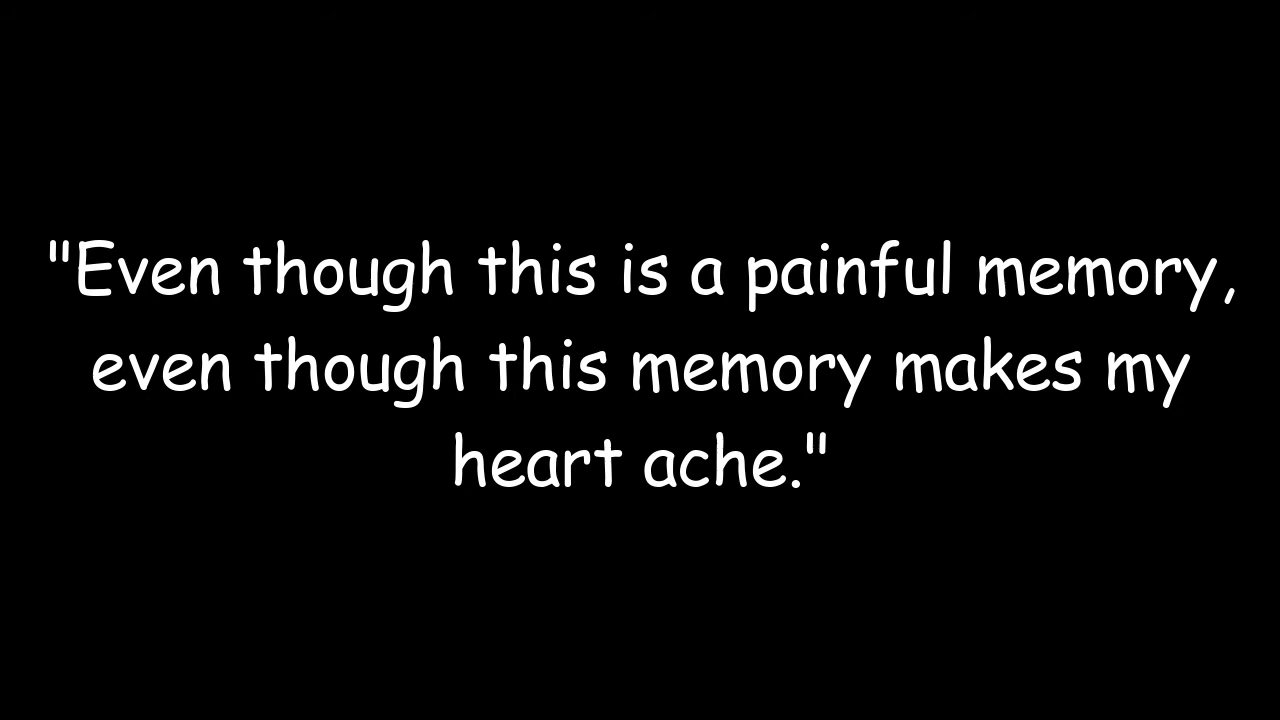 "Even though this is a painful memory,
even though this memory makes my
heart ache."